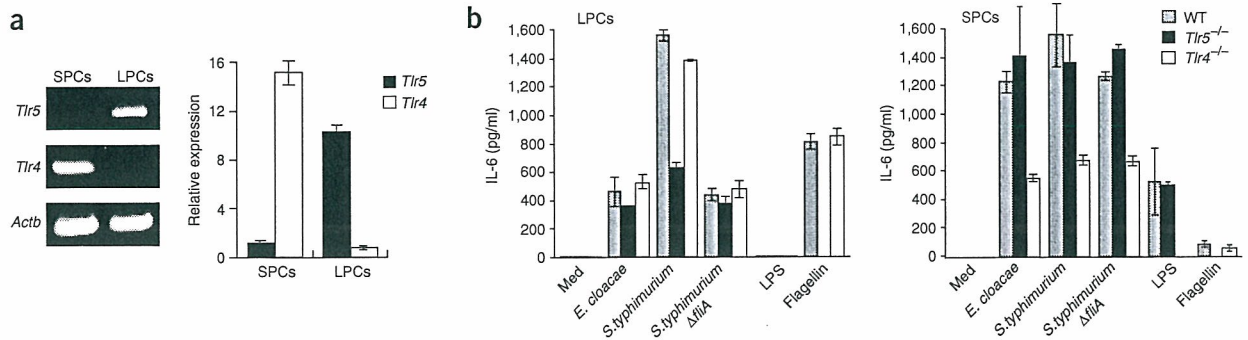 a
SPCs LPCs
Tlr5
Tlr4
Actb
Relative expression
16
12
8
4
0
SPCs LPCs
Tlr5
Tlr4
b
LPCs
IL-6 (pg/ml)
1,600
1,400
1,200
1,000
800
600
400
200
0
Med
E. cloacae
S.typhimurium
S.typhimurium
ΔfliA
LPS
Flagellin
SPCs
IL-6 (pg/ml)
1,600
1,400
1,200
1,000
800
600
400
200
0
Med
E. cloacae
S.typhimurium
S.typhimurium
ΔfliA
LPS
Flagellin
WT
Tlr5–/–
Tlr4–/–